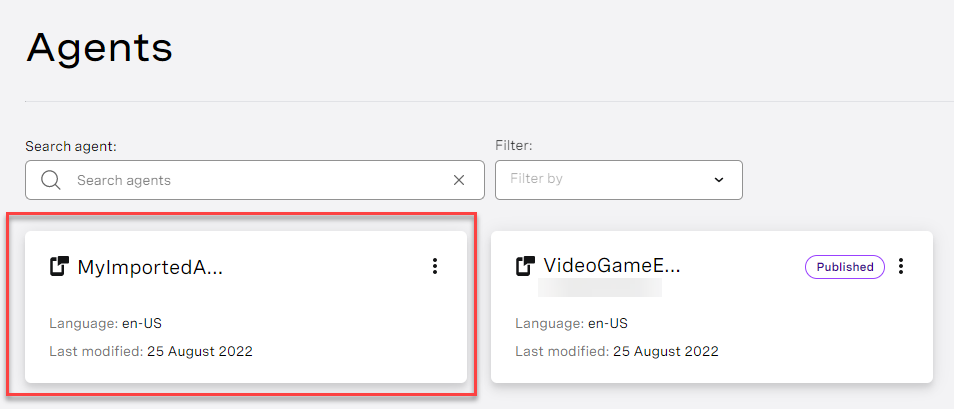 Agents
Search agent:
Filter:
Search agents
Filter by
MyImportedA...
Language: en-US
Last modified: 25 August 2022
VideoGameE...
Published
Language: en-US
Last modified: 25 August 2022